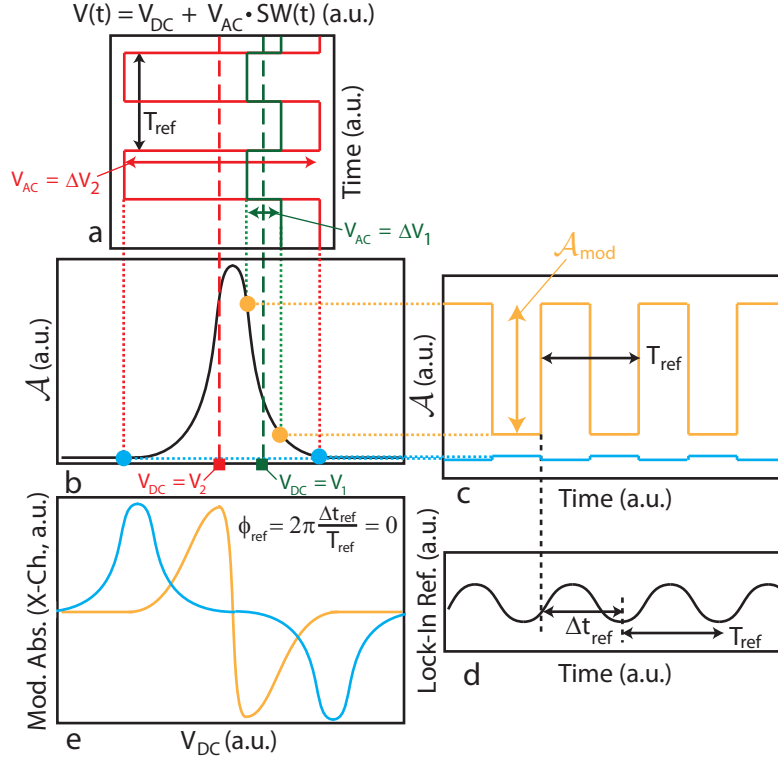 V(t) = V_DC + V_AC • SW(t) (a.u.)
T_ref
V_AC = ΔV_2
V_AC = ΔV_1
Time (a.u.)
a
𝒜 (a.u.)
V_DC = V_2
V_DC = V_1
b
𝒜_mod
T_ref
𝒜 (a.u.)
c
Time (a.u.)
Lock-In Ref. (a.u.)
Δt_ref
T_ref
d
Time (a.u.)
ϕ_ref = 2π Δt_ref / T_ref = 0
Mod. Abs. (X-Ch., a.u.)
e
V_DC (a.u.)